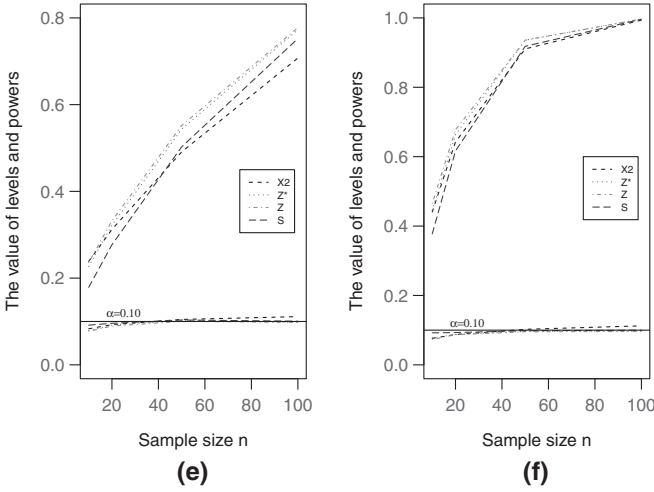 The value of levels and powers
0.8
0.6
0.4
0.2
0.0
X2
Z*
Z
S
α=0.10
20
40
60
80
100
Sample size n
(e)
The value of levels and powers
1.0
0.8
0.6
0.4
0.2
0.0
X2
Z*
Z
S
α=0.10
20
40
60
80
100
Sample size n
(f)